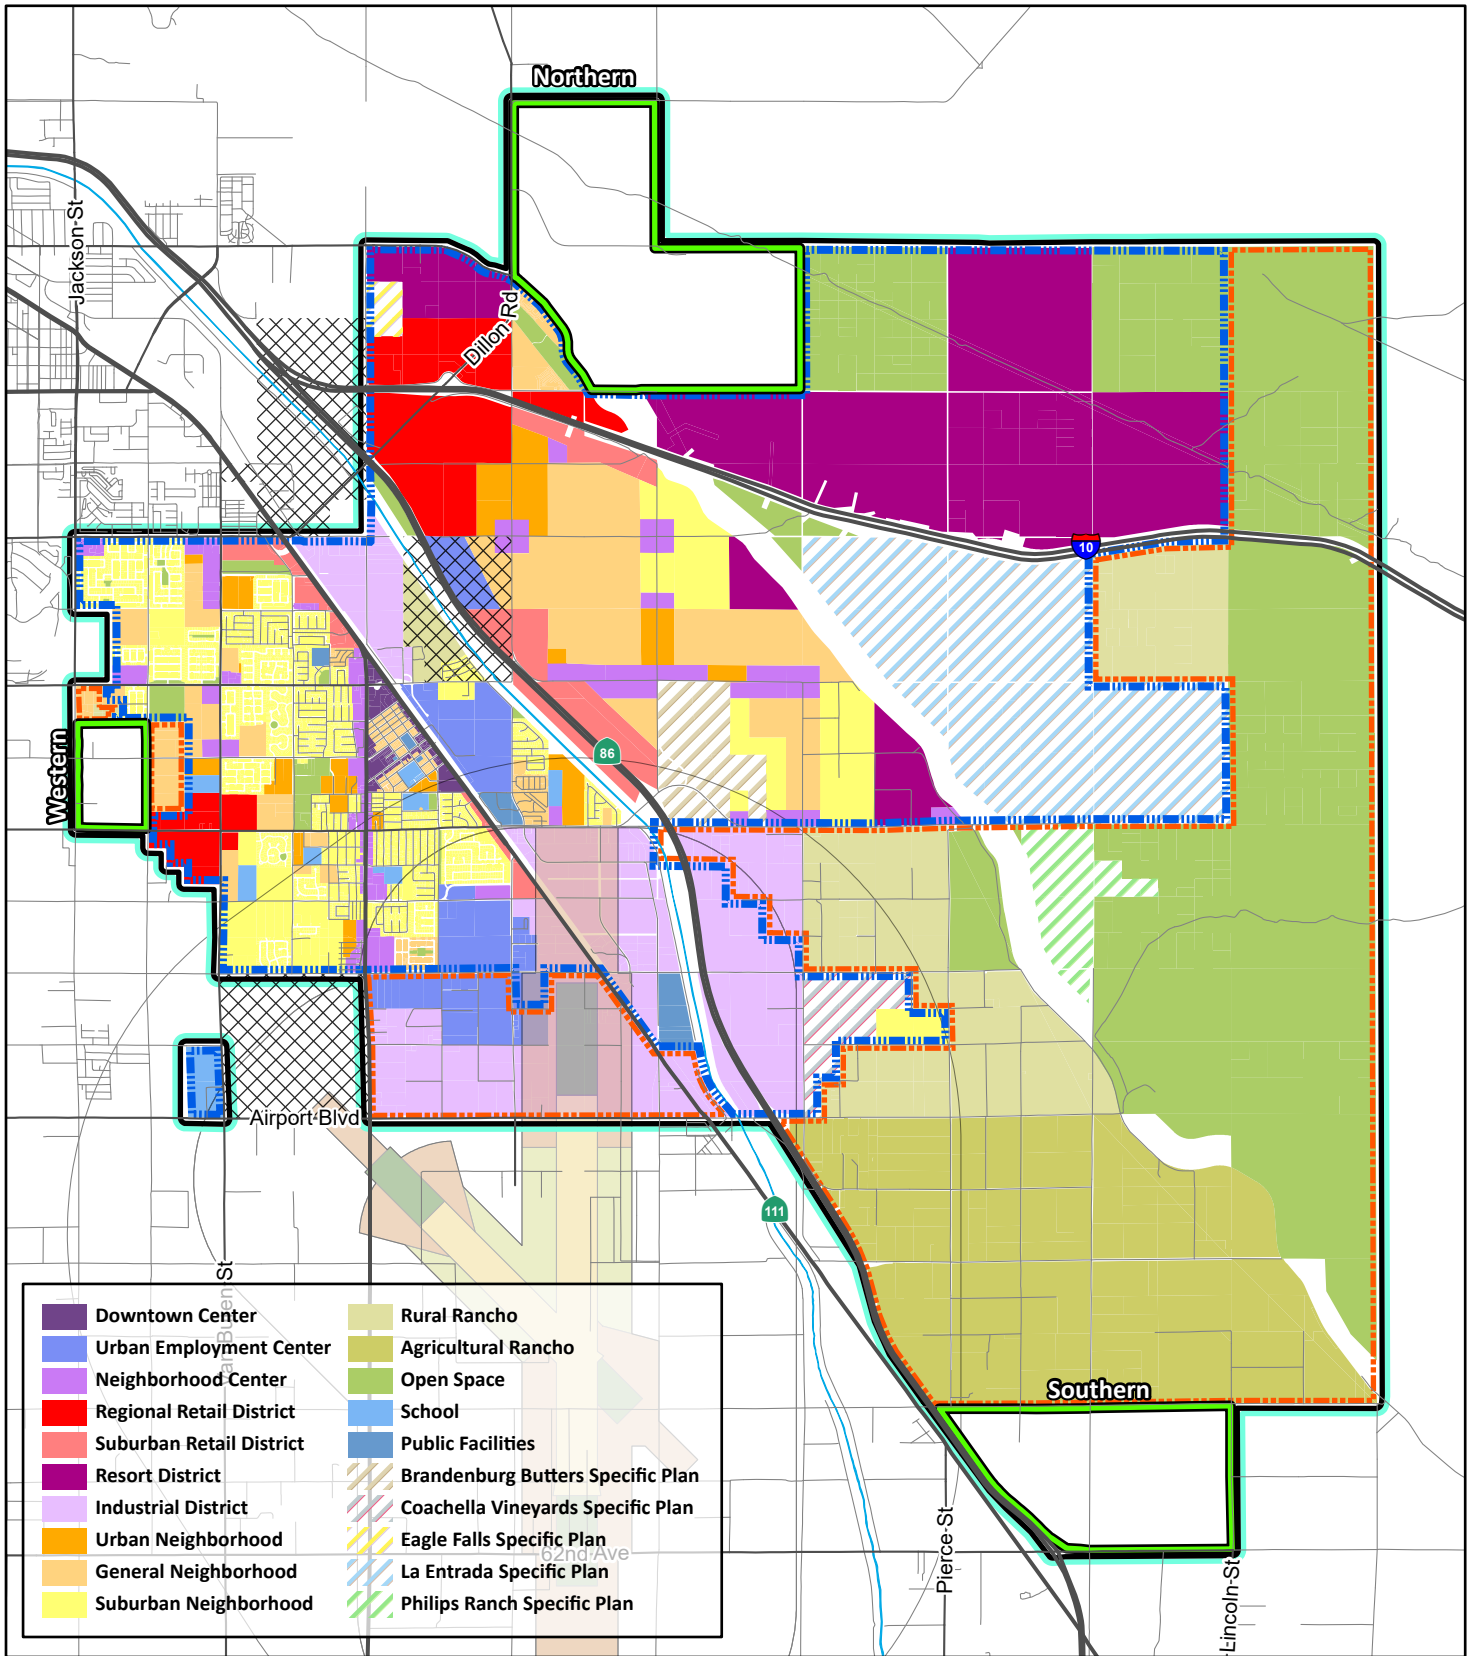 Northern
Jackson St
Dillon Rd
10
Western
86
Airport Blvd
111
Van Buren St
Southern
Downtown Center
Urban Employment Center
Neighborhood Center
Regional Retail District
Suburban Retail District
Resort District
Industrial District
Urban Neighborhood
General Neighborhood
Suburban Neighborhood
Rural Rancho
Agricultural Rancho
Open Space
School
Public Facilities
Brandenburg Butters Specific Plan
Coachella Vineyards Specific Plan
Eagle Falls Specific Plan
La Entrada Specific Plan
Philips Ranch Specific Plan
62nd Ave
Pierce St
Lincoln St